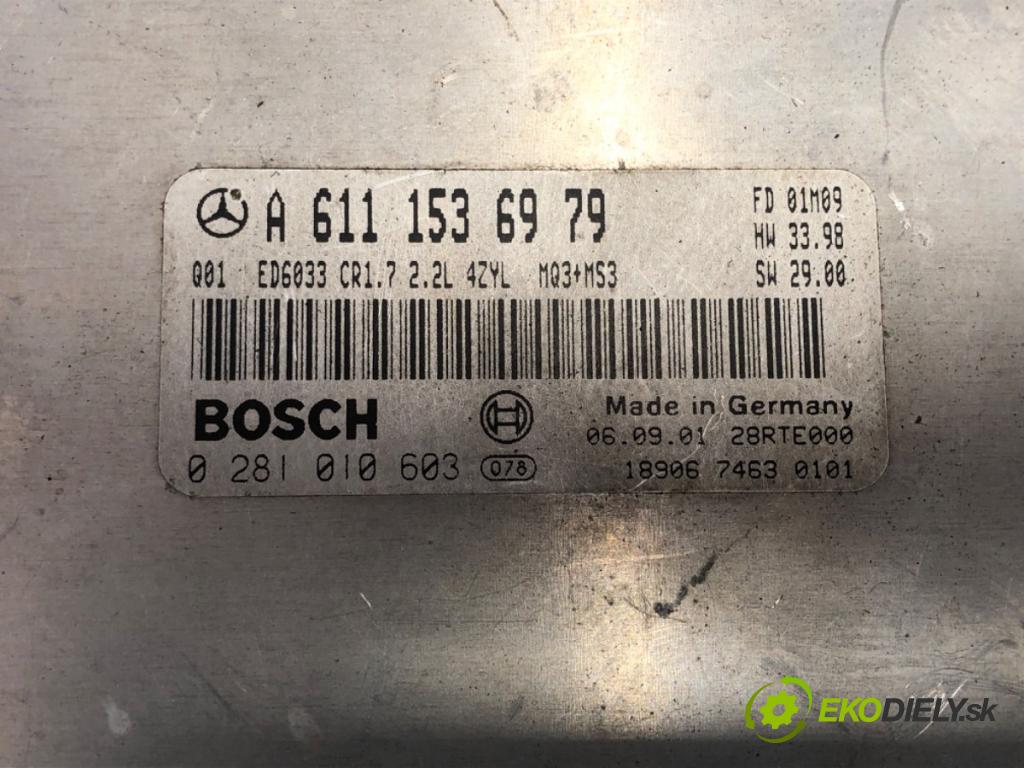 A 611 153 69 79 FD 01M09
HW 33.98
Q01 ED6033 CR1.7 2.2L 4ZYL MQ3+MS3 SW 29.00
BOSCH Made in Germany
06.09.01 28RTE000
0 281 010 603 078 18906 7463 0101
EKODIELY.sk